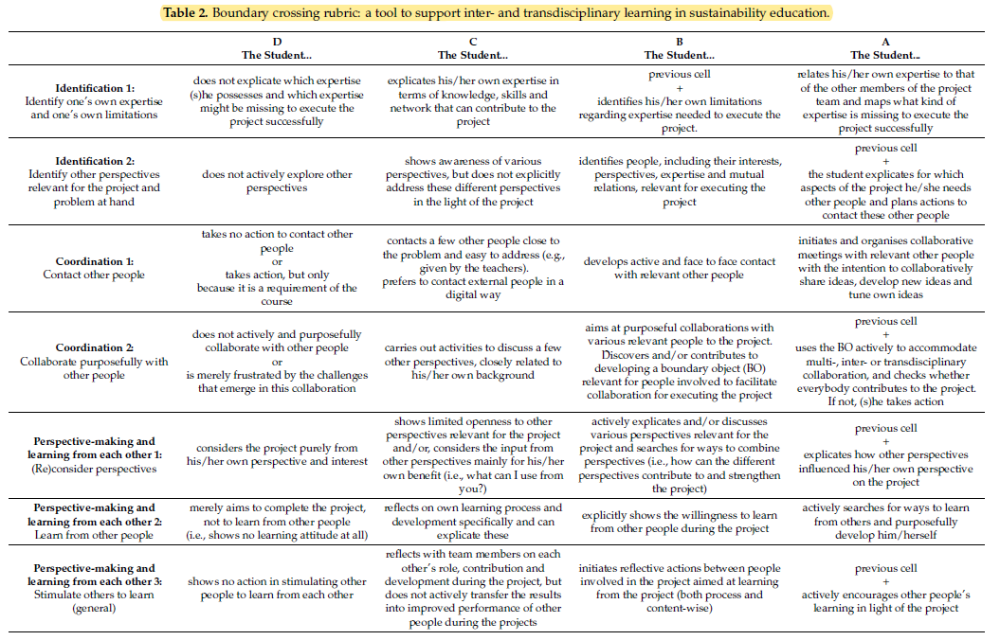 Table 2. Boundary crossing rubric: a tool to support inter- and transdisciplinary learning in sustainability education.
D
The Student...
C
The Student...
B
The Student...
A
The Student...
Identification 1:
Identify one's own expertise
and one's own limitations
does not explicate which expertise
(s)he possesses and which expertise
might be missing to execute the
project successfully
explicates his/her own expertise in
terms of knowledge, skills and
network that can contribute to the
project
previous cell
+
identifies his/her own limitations
regarding expertise needed to execute the
project.
relates his/her own expertise to that
of the other members of the project
team and maps what kind of
expertise is missing to execute the
project successfully
Identification 2:
Identify other perspectives
relevant for the project and
problem at hand
does not actively explore other
perspectives
shows awareness of various
perspectives, but does not explicitly
address these different perspectives
in the light of the project
identifies people, including their interests,
perspectives, expertise and mutual
relations, relevant for executing the
project
previous cell
+
the student explicates for which
aspects of the project he/she needs
other people and plans actions to
contact these other people
Coordination 1:
Contact other people
takes no action to contact other
people
or
takes action, but only
because it is a requirement of the
course
contacts a few other people close to
the problem and easy to address (e.g.,
given by the teachers).
prefers to contact external people in a
digital way
develops active and face to face contact
with relevant other people
initiates and organises collaborative
meetings with relevant other people
with the intention to collaboratively
share ideas, develop new ideas and
tune own ideas
Coordination 2:
Collaborate purposefully with
other people
does not actively and purposefully
collaborate with other people
or
is merely frustrated by the challenges
that emerge in this collaboration
carries out activities to discuss a few
other perspectives, closely related to
his/her own background
aims at purposeful collaborations with
various relevant people to the project.
Discovers and/or contributes to
developing a boundary object (BO)
relevant for people involved to facilitate
collaboration for executing the project
previous cell
+
uses the BO actively to accommodate
multi-, inter- or transdisciplinary
collaboration, and checks whether
everybody contributes to the project.
If not, (s)he takes action
Perspective-making and
learning from each other 1:
(Re)consider perspectives
considers the project purely from
his/her own perspective and interest
shows limited openness to other
perspectives relevant for the project
and/or, considers the input from
other perspectives mainly for his/her
own benefit (i.e., what can I use from
you?)
actively explicates and/or discusses
various perspectives relevant for the
project and searches for ways to combine
perspectives (i.e., how can the different
perspectives contribute to and strengthen
the project)
previous cell
+
explicates how other perspectives
influenced his/her own perspective
on the project
Perspective-making and
learning from each other 2:
Learn from other people
merely aims to complete the project,
not to learn from other people
(i.e., shows no learning attitude at all)
reflects on own learning process and
development specifically and can
explicate these
explicitly shows the willingness to learn
from other people during the project
actively searches for ways to learn
from others and purposefully
develop him/herself
Perspective-making and
learning from each other 3:
Stimulate others to learn
(general)
shows no action in stimulating other
people to learn from each other
reflects with team members on each
other's role, contribution and
development during the project, but
does not actively transfer the results
into improved performance of other
people during the projects
initiates reflective actions between people
involved in the project aimed at learning
from the project (both process and
content-wise)
previous cell
+
actively encourages other people's
learning in light of the project